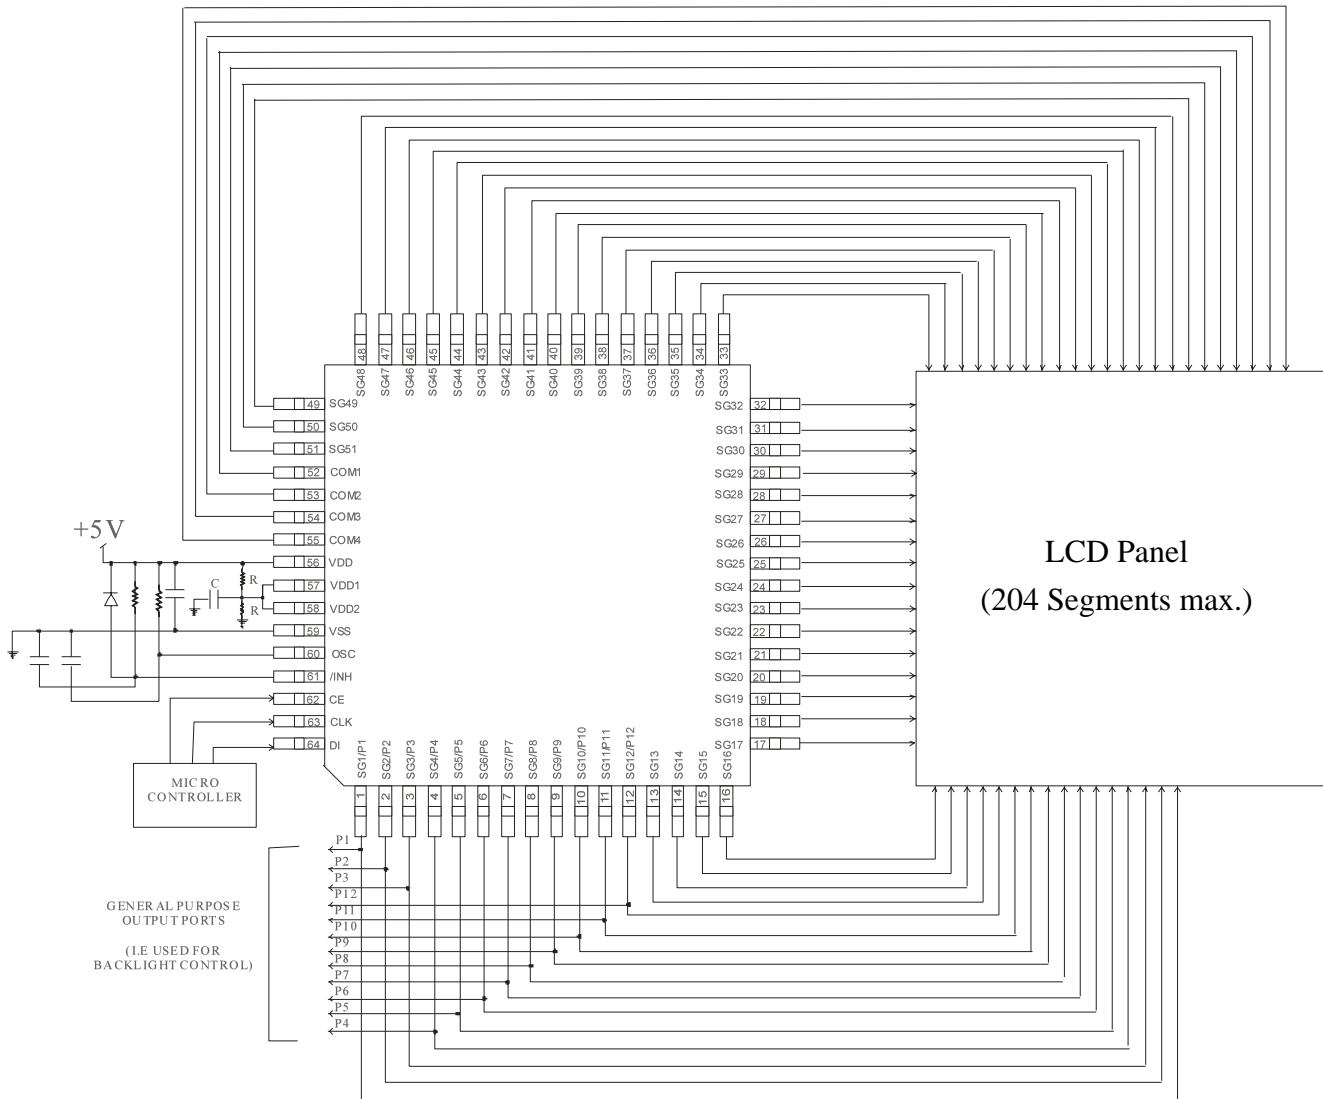 48
47
46
45
44
43
42
41
40
39
38
37
36
35
34
33
SG48
SG47
SG46
SG45
SG44
SG43
SG42
SG41
SG40
SG39
SG38
SG37
SG36
SG35
SG34
SG33
49 SG49
50 SG50
51 SG51
52 COM1
53 COM2
54 COM3
55 COM4
56 VDD
57 VDD1
58 VDD2
59 VSS
60 OSC
61 /INH
62 CE
63 CLK
64 DI
+5V
C
R
R
SG32 32
SG31 31
SG30 30
SG29 29
SG28 28
SG27 27
SG26 26
SG25 25
SG24 24
SG23 23
SG22 22
SG21 21
SG20 20
SG19 19
SG18 18
SG17 17
LCD Panel
(204 Segments max.)
MICRO
CONTROLLER
SG1/P1
SG2/P2
SG3/P3
SG4/P4
SG5/P5
SG6/P6
SG7/P7
SG8/P8
SG9/P9
SG10/P10
SG11/P11
SG12/P12
SG13
SG14
SG15
SG16
1
2
3
4
5
6
7
8
9
10
11
12
13
14
15
16
P1
P2
P3
P12
P11
P10
P9
P8
P7
P6
P5
P4
GENERAL PURPOSE
OUTPUT PORTS
(I.E USED FOR
BACKLIGHT CONTROL)